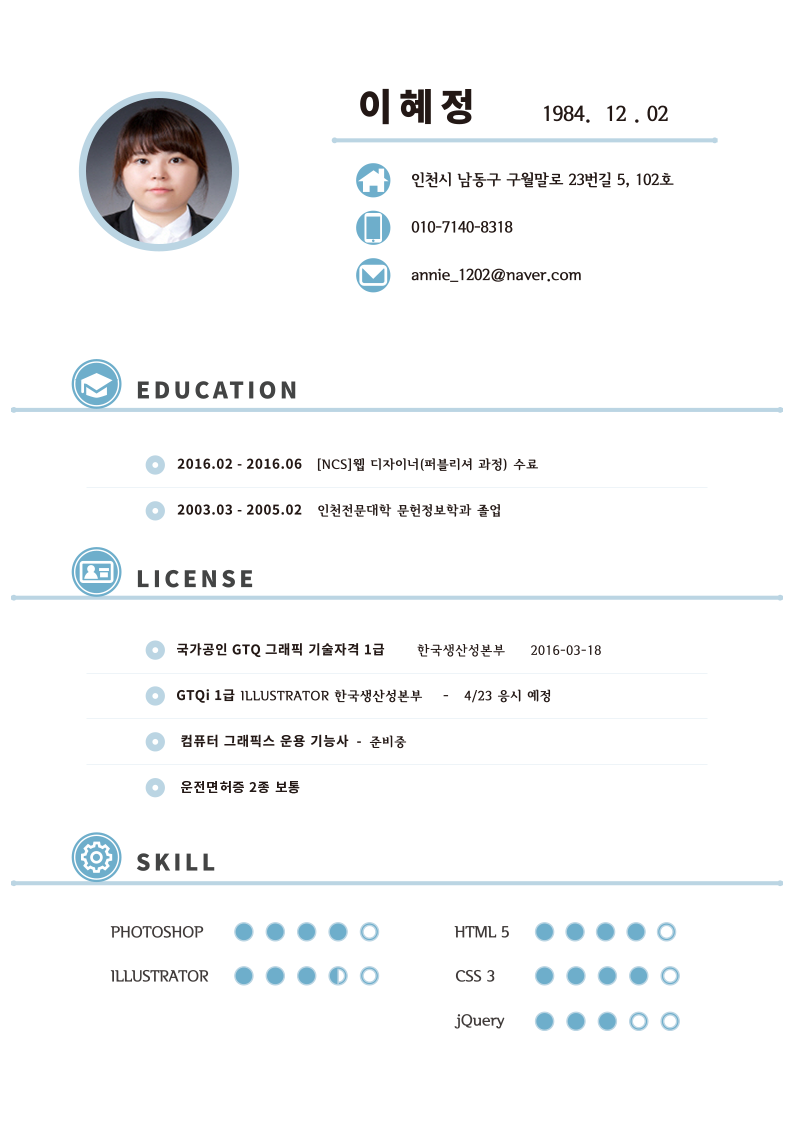 이혜정 1984. 12 . 02
인천시 남동구 구월말로 23번길 5, 102호
010-7140-8318
annie_1202@naver.com
EDUCATION
2016.02 - 2016.06 [NCS]웹 디자이너(퍼블리셔 과정) 수료
2003.03 - 2005.02 인천전문대학 문헌정보학과 졸업
LICENSE
국가공인 GTQ 그래픽 기술자격 1급 한국생산성본부 2016-03-18
GTQi 1급 ILLUSTRATOR 한국생산성본부 - 4/23 응시 예정
컴퓨터 그래픽스 운용 기능사 - 준비중
운전면허증 2종 보통
SKILL
PHOTOSHOP HTML 5
ILLUSTRATOR CSS 3
jQuery